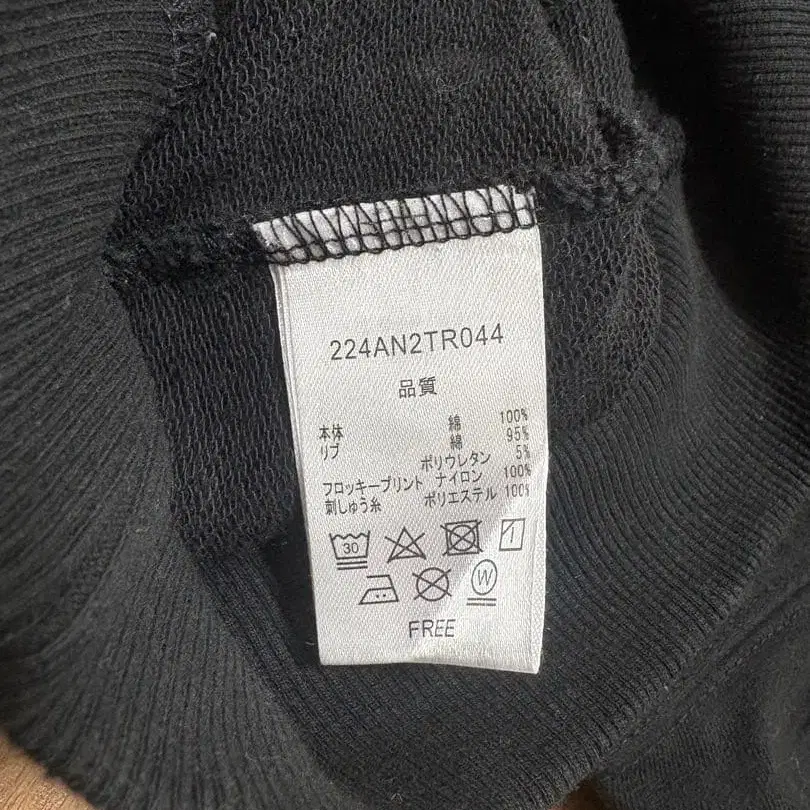 224AN2TR044
品質
本体 綿 100%
リブ 綿 95%
ポリウレタン 5%
フロッキープリント ナイロン 100%
刺しゅう糸 ポリエステル 100%
30
W
FREE